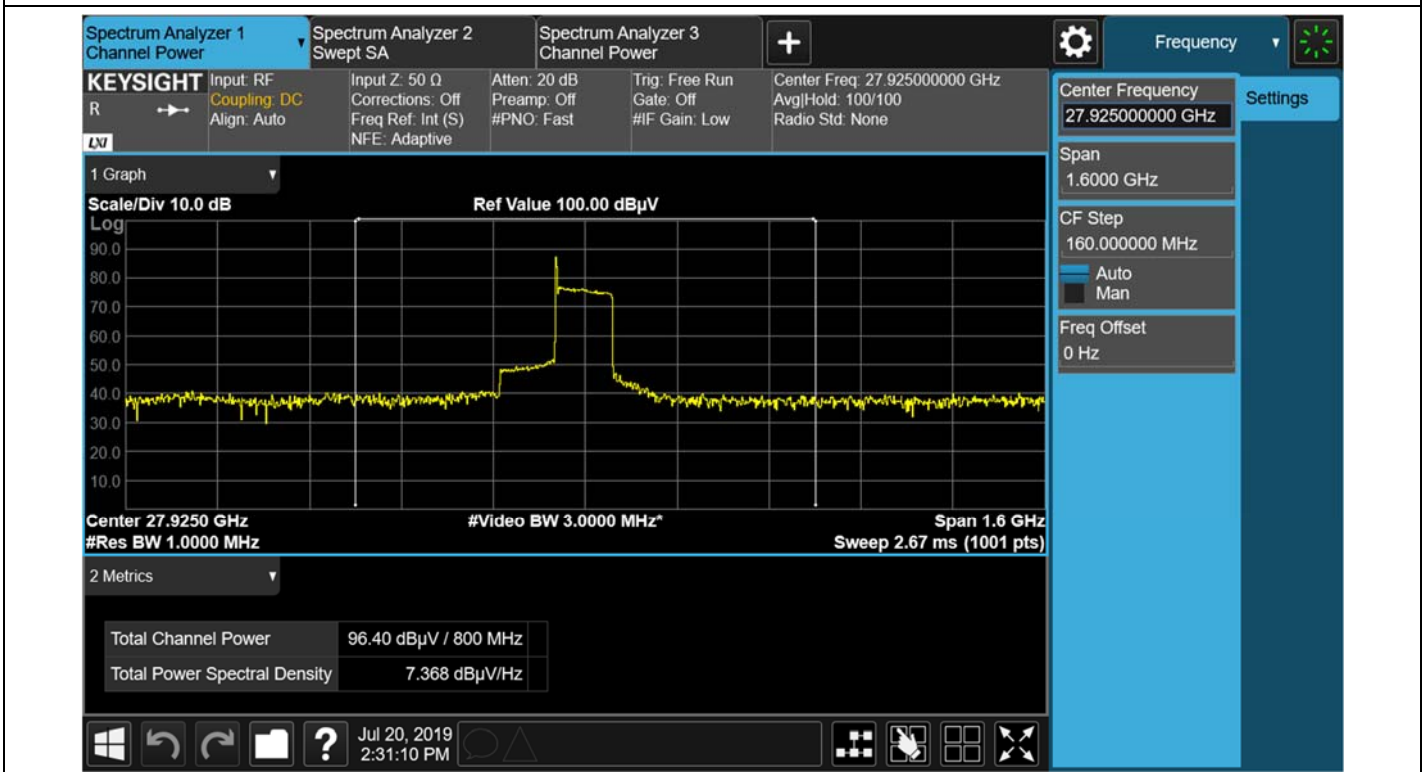 Spectrum Analyzer 1
Channel Power
Spectrum Analyzer 2
Swept SA
Spectrum Analyzer 3
Channel Power
Frequency
KEYSIGHT
R
LXI
Input: RF
Coupling: DC
Align: Auto
Input Z: 50 Ω
Corrections: Off
Freq Ref: Int (S)
NFE: Adaptive
Atten: 20 dB
Preamp: Off
#PNO: Fast
Trig: Free Run
Gate: Off
#IF Gain: Low
Center Freq: 27.925000000 GHz
Avg|Hold: 100/100
Radio Std: None
Center Frequency
27.925000000 GHz
Settings
Span
1.6000 GHz
CF Step
160.000000 MHz
Auto
Man
Freq Offset
0 Hz
1 Graph
Scale/Div 10.0 dB
Ref Value 100.00 dBµV
Log
90.0
80.0
70.0
60.0
50.0
40.0
30.0
20.0
10.0
Center 27.9250 GHz
#Video BW 3.0000 MHz*
Span 1.6 GHz
#Res BW 1.0000 MHz
Sweep 2.67 ms (1001 pts)
2 Metrics
Total Channel Power
96.40 dBµV / 800 MHz
Total Power Spectral Density
7.368 dBµV/Hz
?
Jul 20, 2019
2:31:10 PM